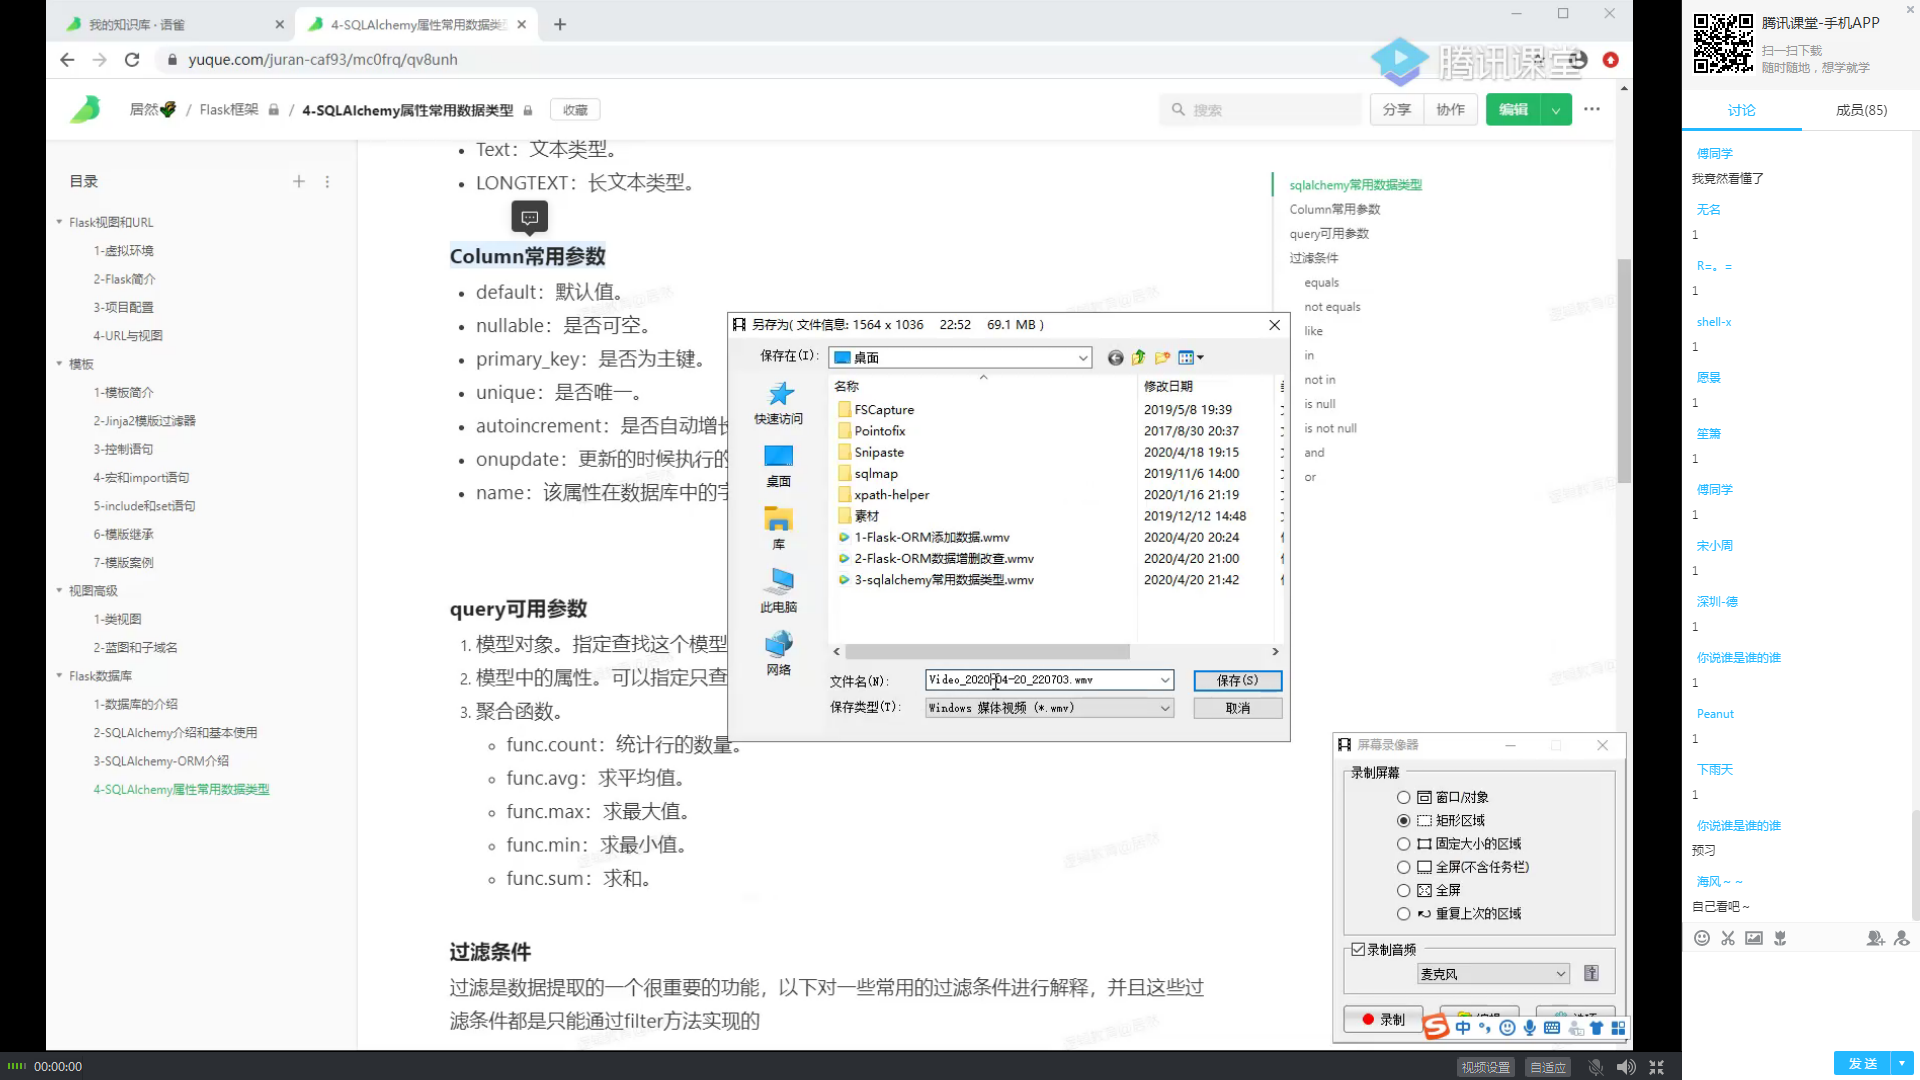 我的知识库 · 语雀
4-SQLAlchemy属性常用数据类
yuque.com/juran-caf93/mc0frq/qv8unh
腾讯课堂
居然
/ Flask框架
/ 4-SQLAlchemy属性常用数据类型
收藏
搜索
分享
协作
编辑
目录
Flask视图和URL
1-虚拟环境
2-Flask简介
3-项目配置
4-URL与视图
模板
1-模板简介
2-Jinja2模版过滤器
3-控制语句
4-宏和import语句
5-include和set语句
6-模版继承
7-模版案例
视图高级
1-类视图
2-蓝图和子域名
Flask数据库
1-数据库的介绍
2-SQLAlchemy介绍和基本使用
3-SQLAlchemy-ORM介绍
4-SQLAlchemy属性常用数据类型
• Text：文本类型。
• LONGTEXT：长文本类型。
Column常用参数
• default：默认值。
• nullable：是否可空。
• primary_key：是否为主键。
• unique：是否唯一。
• autoincrement：是否自动增长
• onupdate：更新的时候执行的
• name：该属性在数据库中的字
query可用参数
1. 模型对象。指定查找这个模型
2. 模型中的属性。可以指定只查
3. 聚合函数。
func.count：统计行的数量。
func.avg：求平均值。
func.max：求最大值。
func.min：求最小值。
func.sum：求和。
过滤条件
过滤是数据提取的一个很重要的功能，以下对一些常用的过滤条件进行解释，并且这些过
滤条件都是只能通过filter方法实现的
sqlalchemy常用数据类型
Column常用参数
query可用参数
过滤条件
equals
not equals
like
in
not in
is null
is not null
and
or
另存为( 文件信息: 1564 x 1036 22:52 69.1 MB )
保存在(I):
桌面
快速访问
桌面
库
此电脑
网络
名称 修改日期
FSCapture 2019/5/8 19:39
Pointofix 2017/8/30 20:37
Snipaste 2020/4/18 19:15
sqlmap 2019/11/6 14:00
xpath-helper 2020/1/16 21:19
素材 2019/12/12 14:48
1-Flask-ORM添加数据.wmv 2020/4/20 20:24
2-Flask-ORM数据增删改查.wmv 2020/4/20 21:00
3-sqlalchemy常用数据类型.wmv 2020/4/20 21:42
文件名(N):
Video_2020-04-20_220703.wmv
保存(S)
保存类型(T):
Windows 媒体视频 (*.wmv)
取消
屏幕录像器
录制屏幕
窗口/对象
矩形区域
固定大小的区域
全屏(不含任务栏)
全屏
重复上次的区域
录制音频
麦克风
录制
中
腾讯课堂-手机APP
扫一扫下载
随时随地，想学就学
讨论
成员(85)
傅同学
我竟然看懂了
无名
1
R=。=
1
shell-x
1
愿景
1
笙箫
1
傅同学
1
宋小周
1
深圳-德
1
你说谁是谁的谁
1
Peanut
1
下雨天
1
你说谁是谁的谁
预习
海风～～
自己看吧～
发送
00:00:00
视频设置
自适应